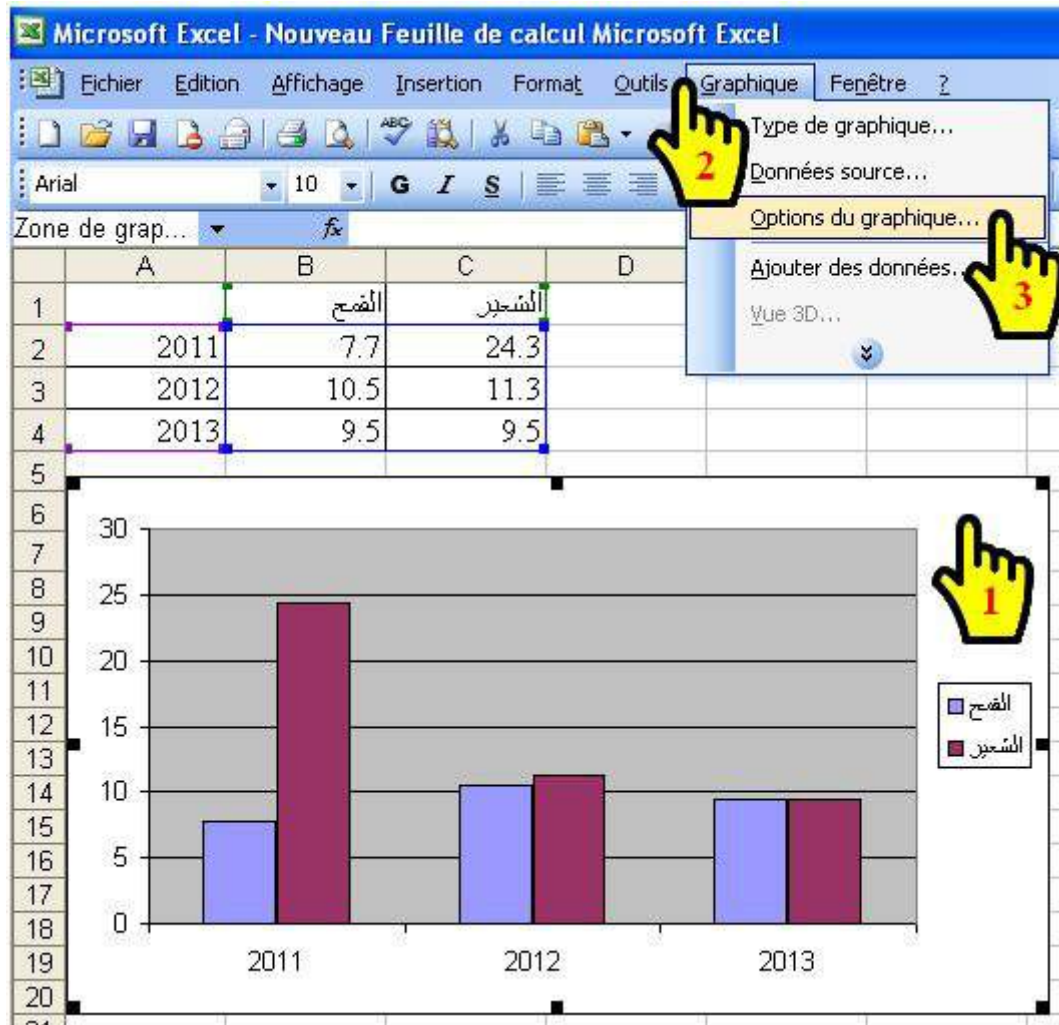 Microsoft Excel - Nouveau Feuille de calcul Microsoft Excel
Fichier Edition Affichage Insertion Format Outils Graphique Fenêtre ?
Type de graphique...
Données source...
Options du graphique...
Ajouter des données...
Vue 3D...
2
3
Arial 10 G I S
Zone de grap... fx
A B C D
1 القمح الشعير
2 2011 7.7 24.3
3 2012 10.5 11.3
4 2013 9.5 9.5
5
6
7
8
9
10
11
12
13
14
15
16
17
18
19
20
30
25
20
15
10
5
0
2011 2012 2013
1
القمح
الشعير